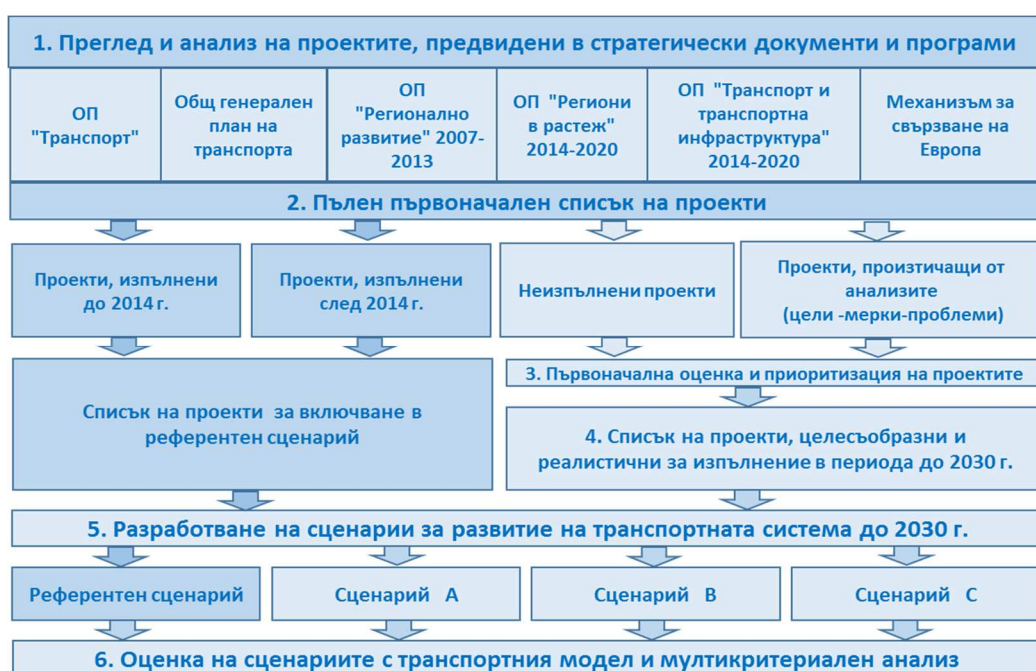 1. Преглед и анализ на проектите, предвидени в стратегически документи и програми
ОП
"Транспорт"
Общ генерален
план на
транспорта
ОП
"Регионално
развитие" 2007-
2013
ОП "Региони
в растеж"
2014-2020
ОП "Транспорт и
транспортна
инфраструктура"
2014-2020
Механизъм за
свързване на
Европа
2. Пълен първоначален списък на проекти
Проекти, изпълнени
до 2014 г.
Проекти, изпълнени
след 2014 г.
Неизпълнени проекти
Проекти, произтичащи от
анализите
(цели -мерки-проблеми)
3. Първоначална оценка и приоритизация на проектите
Списък на проекти за включване в
референтен сценарий
4. Списък на проекти, целесъобразни и
реалистични за изпълнение в периода до 2030 г.
5. Разработване на сценарии за развитие на транспортната система до 2030 г.
Референтен сценарий
Сценарий А
Сценарий В
Сценарий С
6. Оценка на сценариите с транспортния модел и мултикритериален анализ